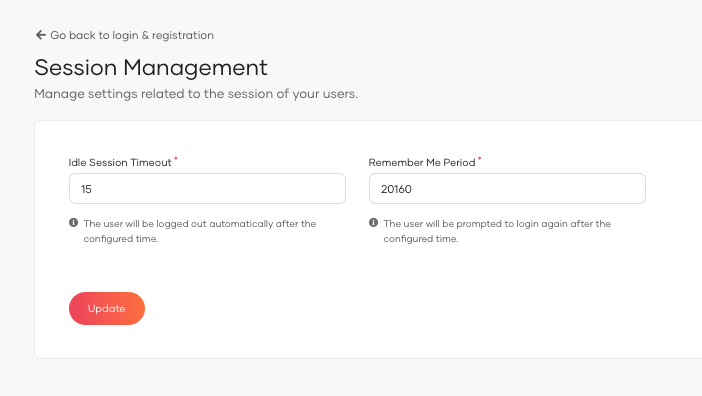 ← Go back to login & registration
Session Management
Manage settings related to the session of your users.
Idle Session Timeout *
Remember Me Period *
15
20160
The user will be logged out automatically after the
configured time.
The user will be prompted to login again after the
configured time.
Update